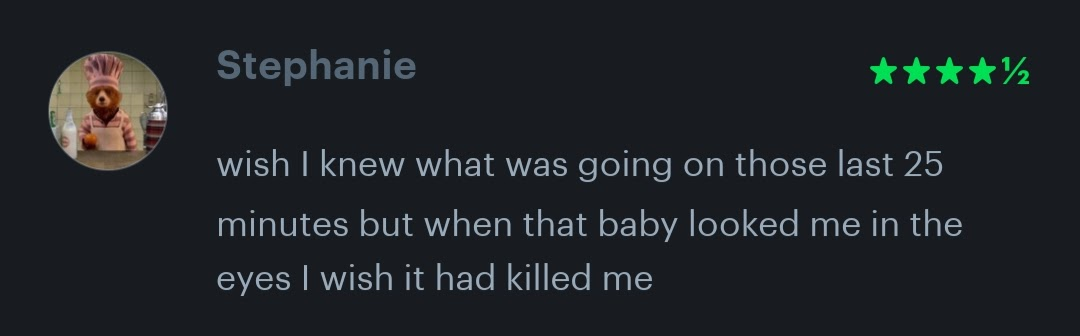 Stephanie
★★★★½
wish I knew what was going on those last 25
minutes but when that baby looked me in the
eyes I wish it had killed me